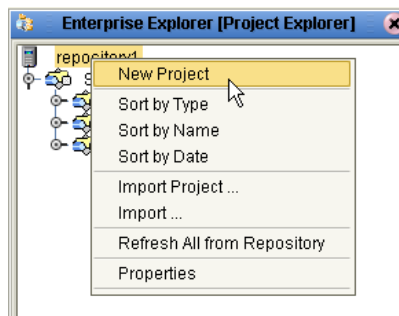 Enterprise Explorer [Project Explorer]
repository1
S
New Project
Sort by Type
Sort by Name
Sort by Date
Import Project ...
Import ...
Refresh All from Repository
Properties